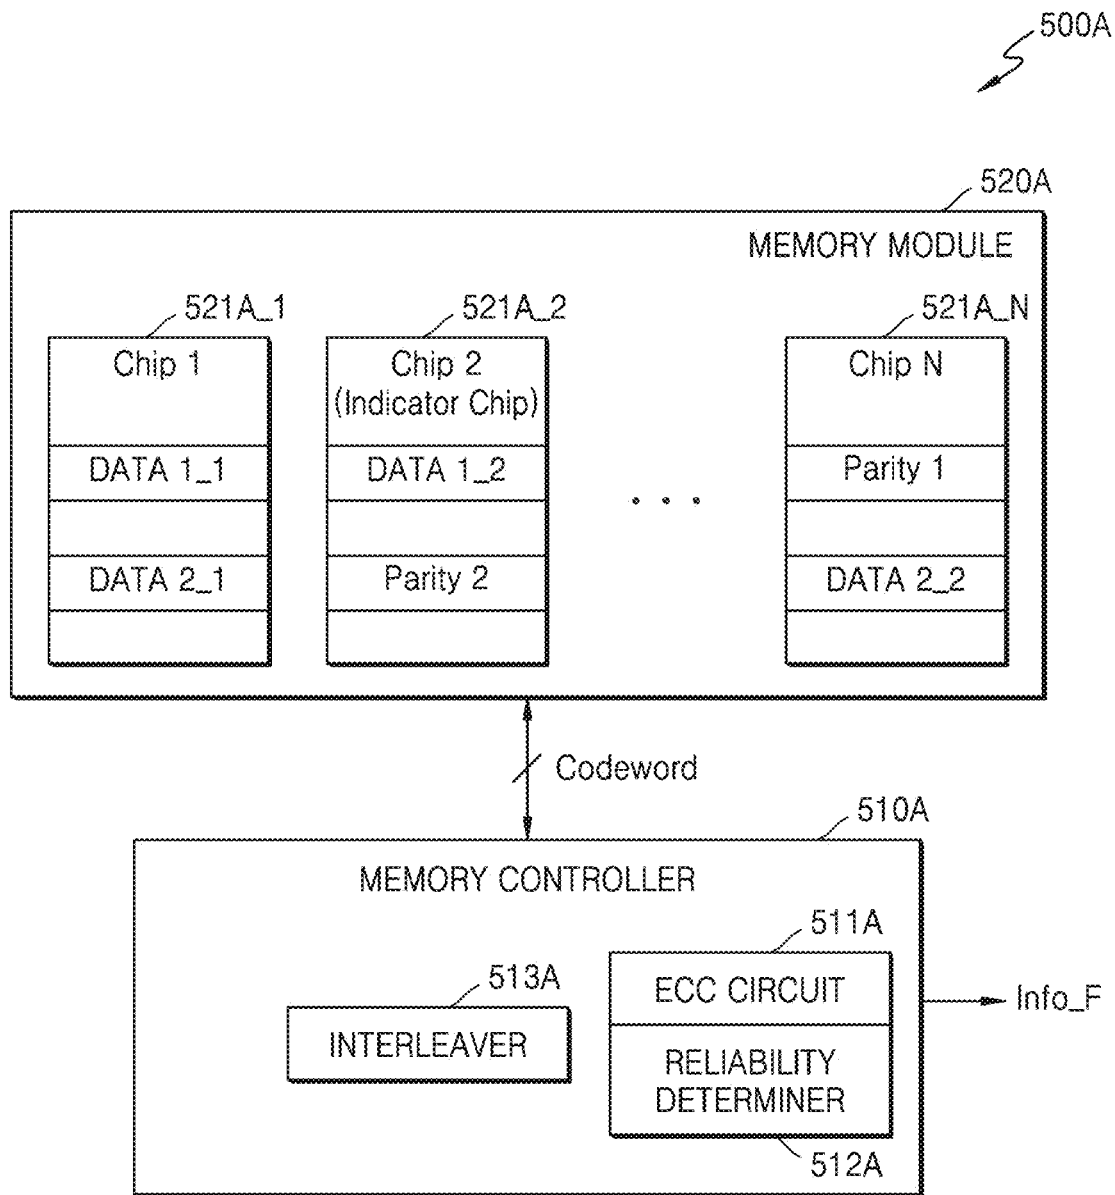 500A
520A
MEMORY MODULE
521A_1
521A_2
521A_N
Chip 1
Chip 2
(Indicator Chip)
Chip N
DATA 1_1
DATA 1_2
Parity 1
. . .
DATA 2_1
Parity 2
DATA 2_2
Codeword
510A
MEMORY CONTROLLER
511A
513A
ECC CIRCUIT
Info_F
INTERLEAVER
RELIABILITY
DETERMINER
512A